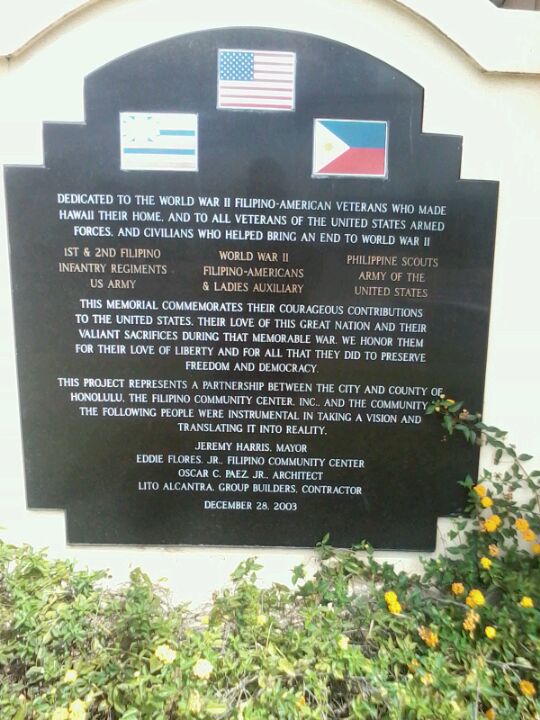 DEDICATED TO THE WORLD WAR II FILIPINO-AMERICAN VETERANS WHO MADE
HAWAII THEIR HOME, AND TO ALL VETERANS OF THE UNITED STATES ARMED
FORCES, AND CIVILIANS WHO HELPED BRING AN END TO WORLD WAR II
1ST & 2ND FILIPINO
INFANTRY REGIMENTS
US ARMY
WORLD WAR II
FILIPINO-AMERICANS
& LADIES AUXILIARY
PHILIPPINE SCOUTS
ARMY OF THE
UNITED STATES
THIS MEMORIAL COMMEMORATES THEIR COURAGEOUS CONTRIBUTIONS
TO THE UNITED STATES, THEIR LOVE OF THIS GREAT NATION AND THEIR
VALIANT SACRIFICES DURING THAT MEMORABLE WAR. WE HONOR THEM
FOR THEIR LOVE OF LIBERTY AND FOR ALL THAT THEY DID TO PRESERVE
FREEDOM AND DEMOCRACY.
THIS PROJECT REPRESENTS A PARTNERSHIP BETWEEN THE CITY AND COUNTY OF
HONOLULU, THE FILIPINO COMMUNITY CENTER, INC., AND THE COMMUNITY
THE FOLLOWING PEOPLE WERE INSTRUMENTAL IN TAKING A VISION AND
TRANSLATING IT INTO REALITY.
JEREMY HARRIS, MAYOR
EDDIE FLORES, JR., FILIPINO COMMUNITY CENTER
OSCAR C. PAEZ, JR., ARCHITECT
LITO ALCANTRA, GROUP BUILDERS, CONTRACTOR
DECEMBER 28, 2003